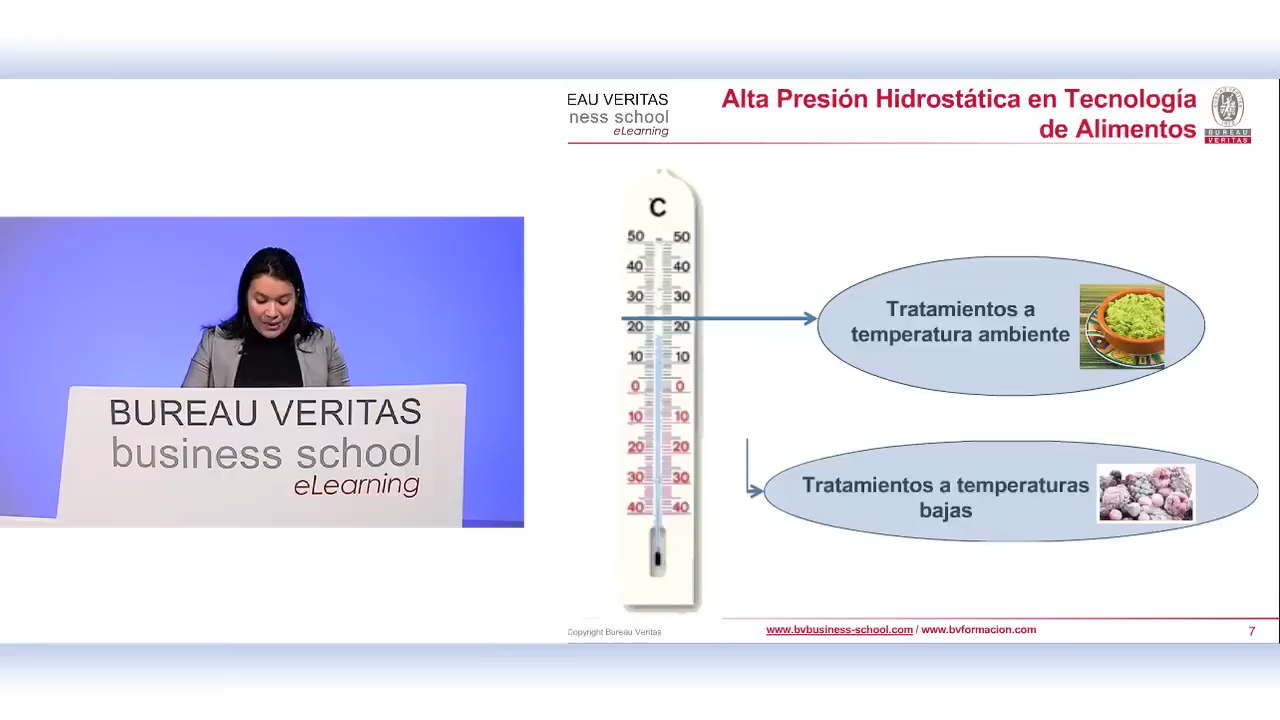 BUREAU VERITAS
business school
eLearning
EAU VERITAS
ness school
eLearning
Alta Presión Hidrostática en Tecnología
de Alimentos
BUREAU
VERITAS
°C
50 50
40 40
30 30
20 20
10 10
0 0
10 10
20 20
30 30
40 40
Tratamientos a
temperatura ambiente
Tratamientos a temperaturas
bajas
Copyright Bureau Veritas
www.bvbusiness-school.com / www.bvformacion.com
7